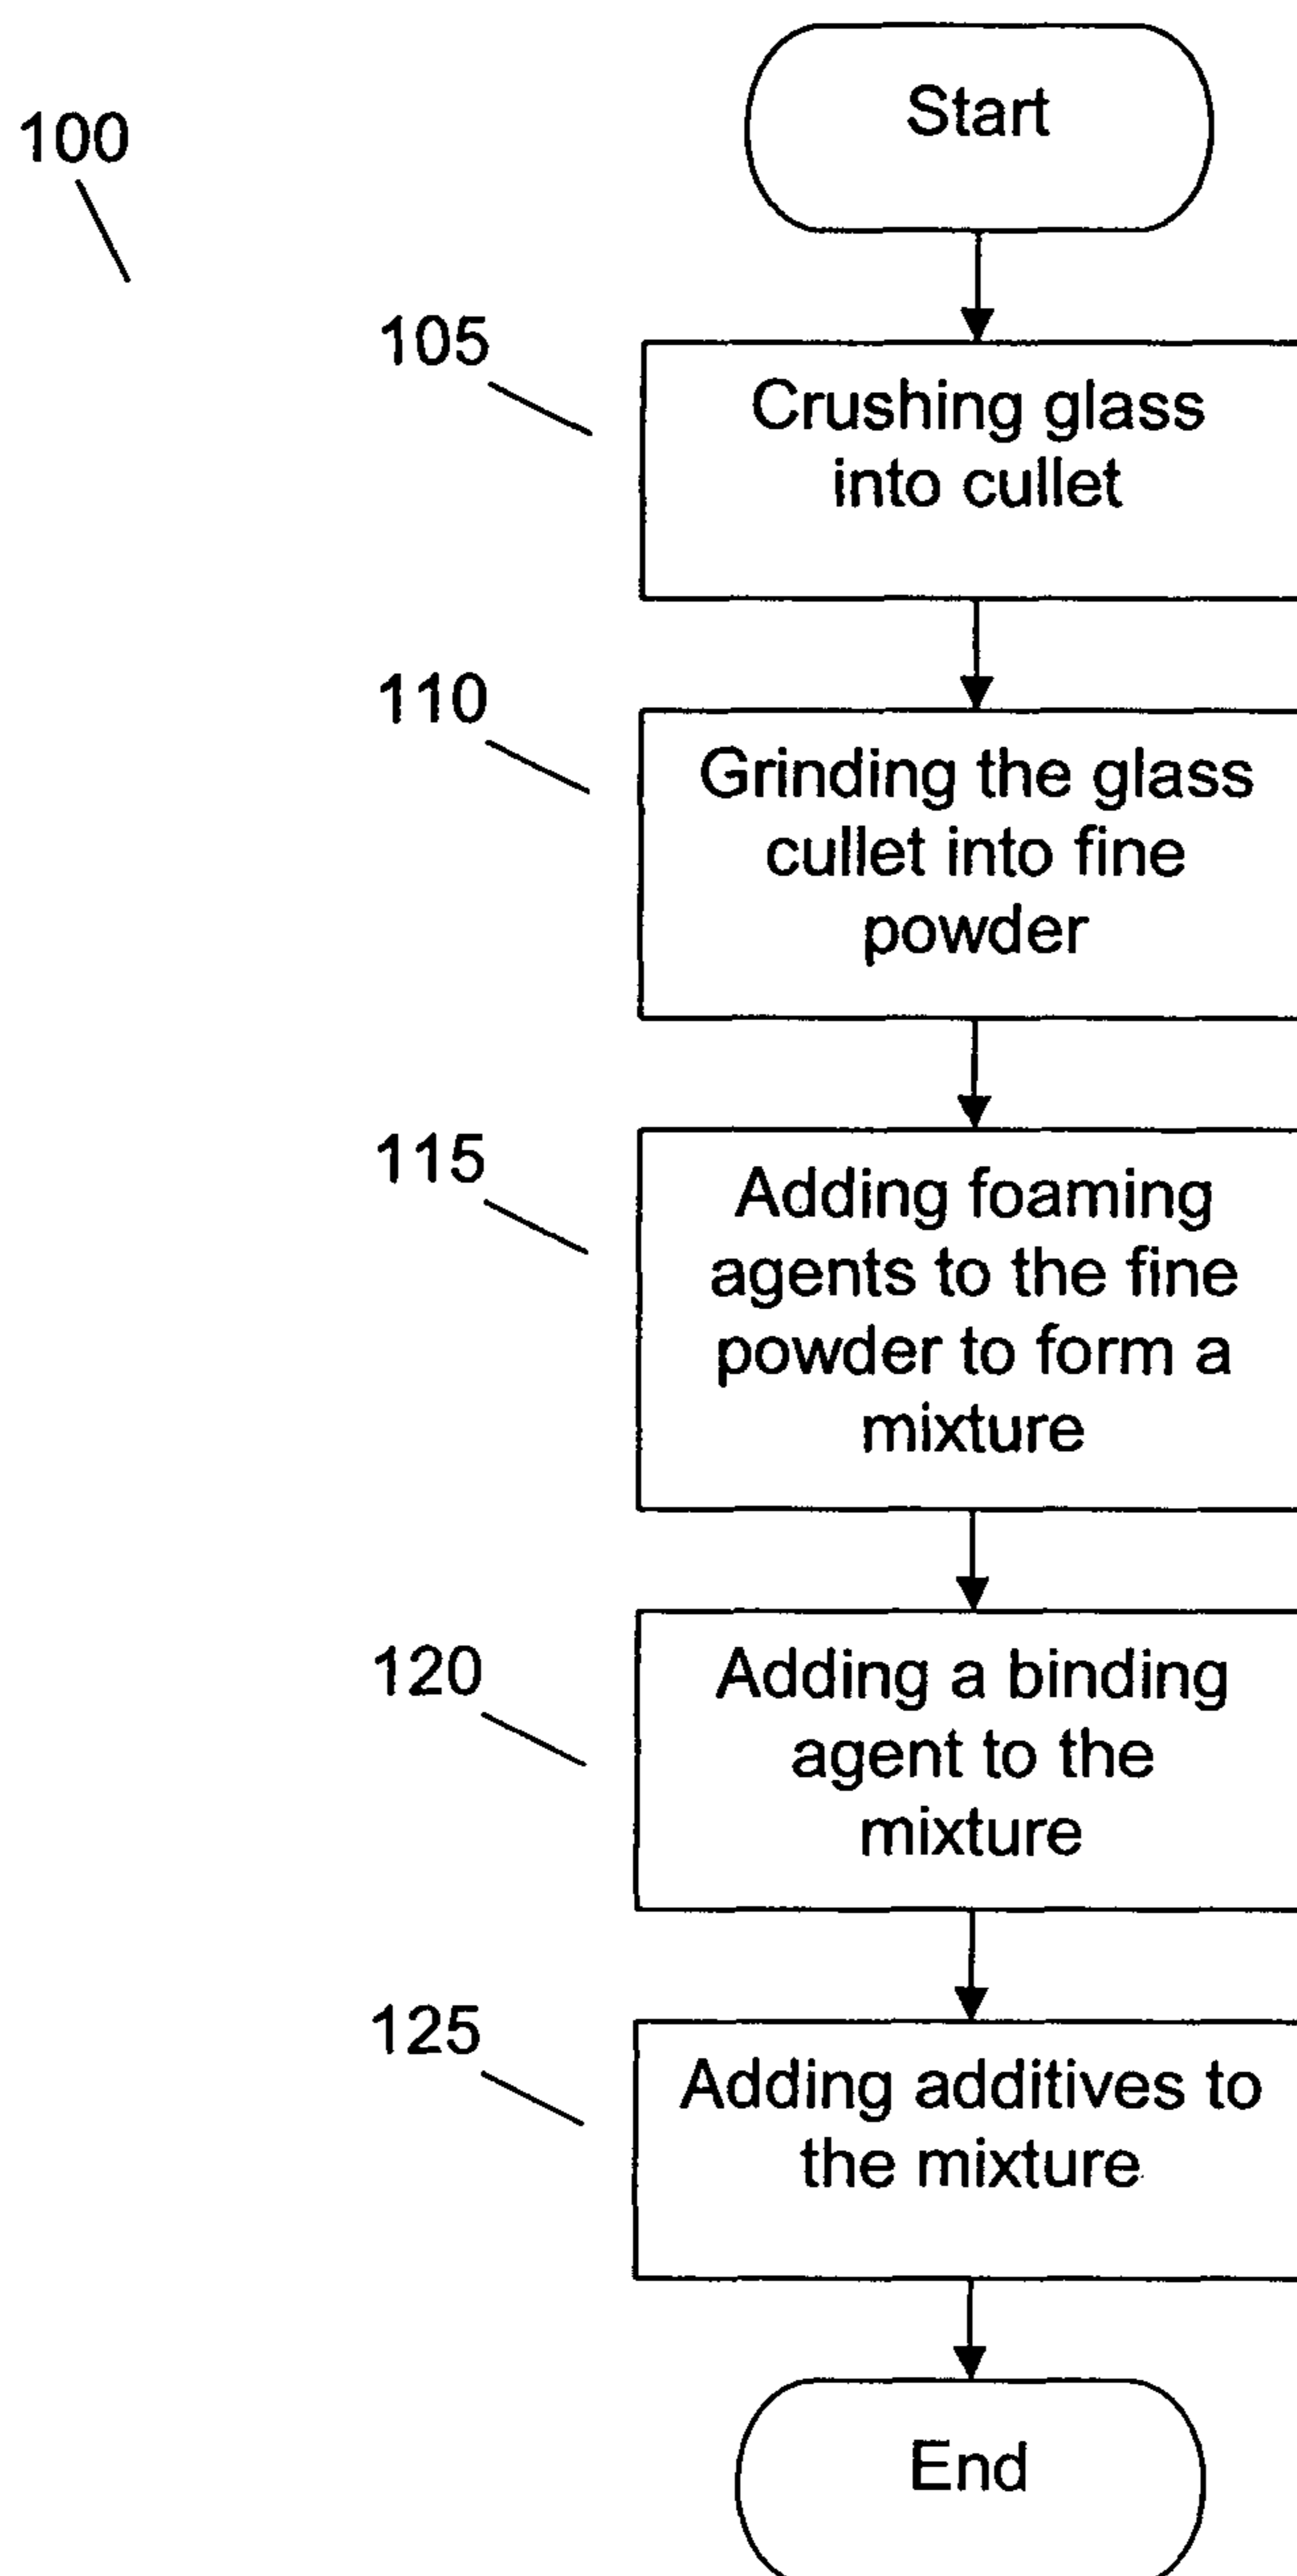 Start
100
105
Crushing glass
into cullet
110
Grinding the glass
cullet into fine
powder
115
Adding foaming
agents to the fine
powder to form a
mixture
120
Adding a binding
agent to the
mixture
125
Adding additives to
the mixture
End